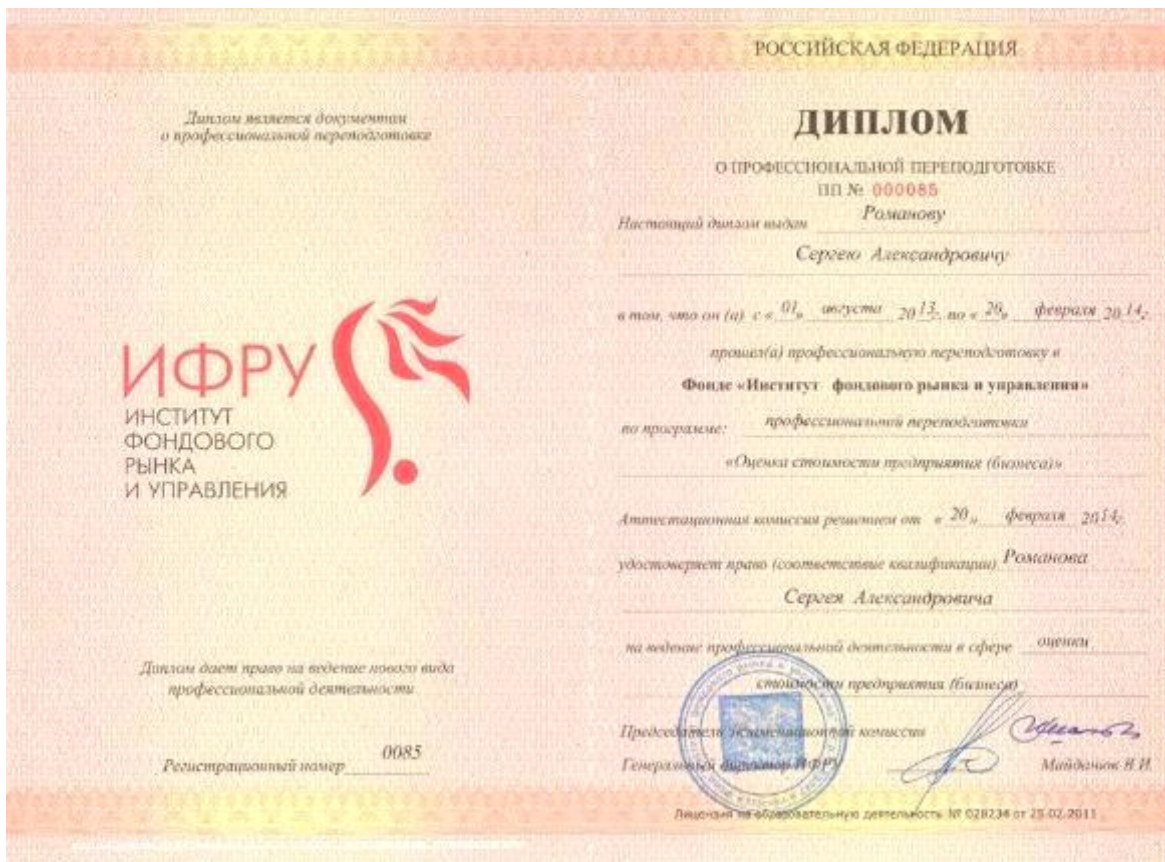 Диплом является документом
о профессиональной переподготовке
ИФРУ
ИНСТИТУТ
ФОНДОВОГО
РЫНКА
И УПРАВЛЕНИЯ
Диплом дает право на ведение нового вида
профессиональной деятельности
Регистрационный номер 0085
РОССИЙСКАЯ ФЕДЕРАЦИЯ
ДИПЛОМ
О ПРОФЕССИОНАЛЬНОЙ ПЕРЕПОДГОТОВКЕ
ПП № 000085
Настоящий диплом выдан Романову
Сергею Александровичу
в том, что он (а) с « 01 » августа 20 13 г. по « 20 » февраля 20 14 г.
прошел(а) профессиональную переподготовку в
Фонде «Институт фондового рынка и управления»
по программе: профессиональной переподготовки
«Оценка стоимости предприятия (бизнеса)»
Аттестационная комиссия решением от « 20 » февраля 2014 г.
удостоверяет право (соответствие квалификации) Романова
Сергея Александровича
на ведение профессиональной деятельности в сфере оценки
стоимости предприятия (бизнеса)
Председатель экзаменационной комиссии
Генеральный директор ИФРУ Майданюк В.И.
Лицензия на образовательную деятельность № 028234 от 25.02.2011